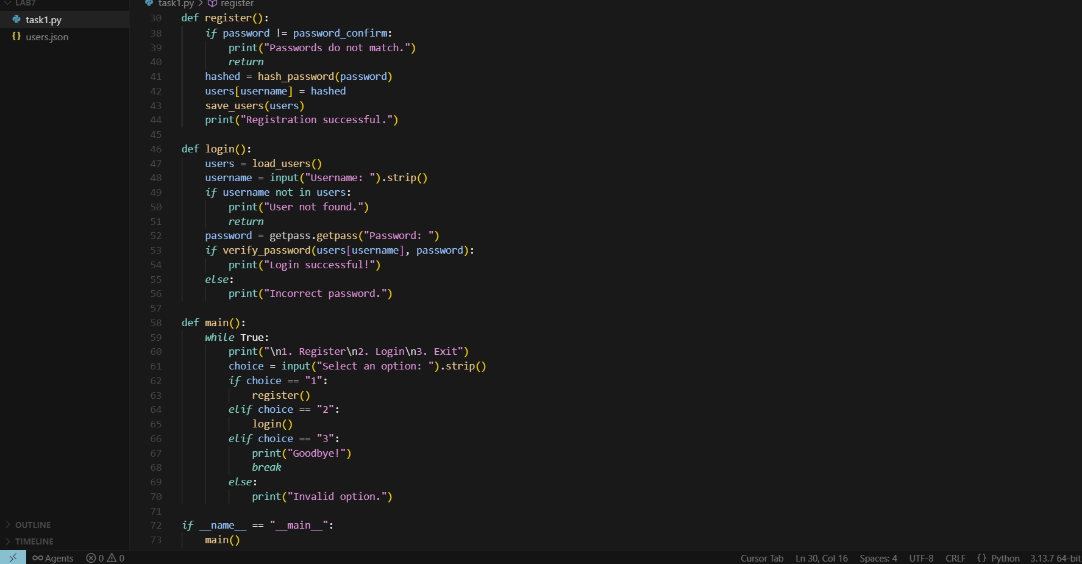 LAB7
task1.py
users.json
task1.py > register
30 def register():
38     if password != password_confirm:
39         print("Passwords do not match.")
40         return
41     hashed = hash_password(password)
42     users[username] = hashed
43     save_users(users)
44     print("Registration successful.")
45
46 def login():
47     users = load_users()
48     username = input("Username: ").strip()
49     if username not in users:
50         print("User not found.")
51         return
52     password = getpass.getpass("Password: ")
53     if verify_password(users[username], password):
54         print("Login successful!")
55     else:
56         print("Incorrect password.")
57
58 def main():
59     while True:
60         print("\n1. Register\n2. Login\n3. Exit")
61         choice = input("Select an option: ").strip()
62         if choice == "1":
63             register()
64         elif choice == "2":
65             login()
66         elif choice == "3":
67             print("Goodbye!")
68             break
69         else:
70             print("Invalid option.")
71
72 if __name__ == "__main__":
73     main()
OUTLINE
TIMELINE
Agents 0 0 Cursor Tab Ln 30, Col 16 Spaces: 4 UTF-8 CRLF {} Python 3.13.7 64-bit